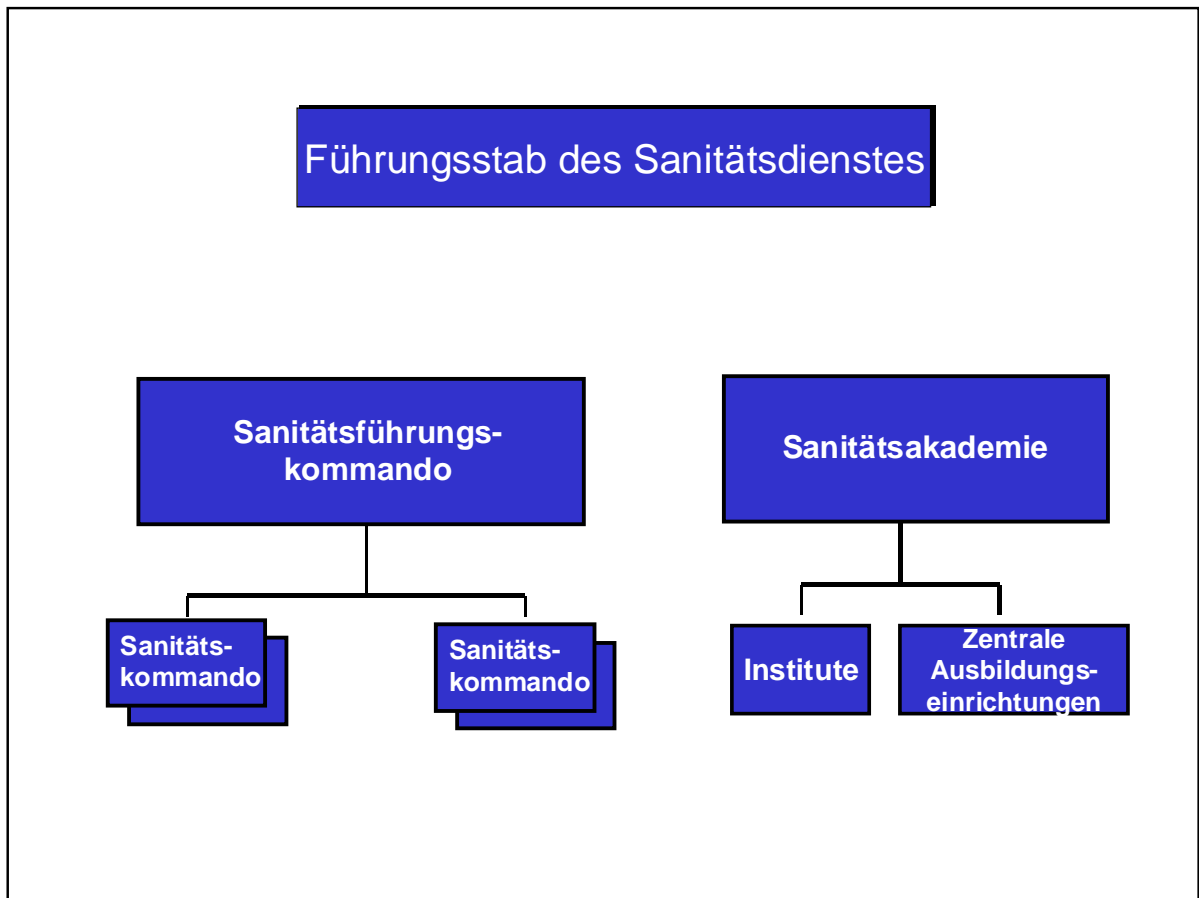 Führungsstab des Sanitätsdienstes
Sanitätsführungs-
kommando
Sanitätsakademie
Sanitäts-
kommando
Sanitäts-
kommando
Institute
Zentrale
Ausbildungs-
einrichtungen